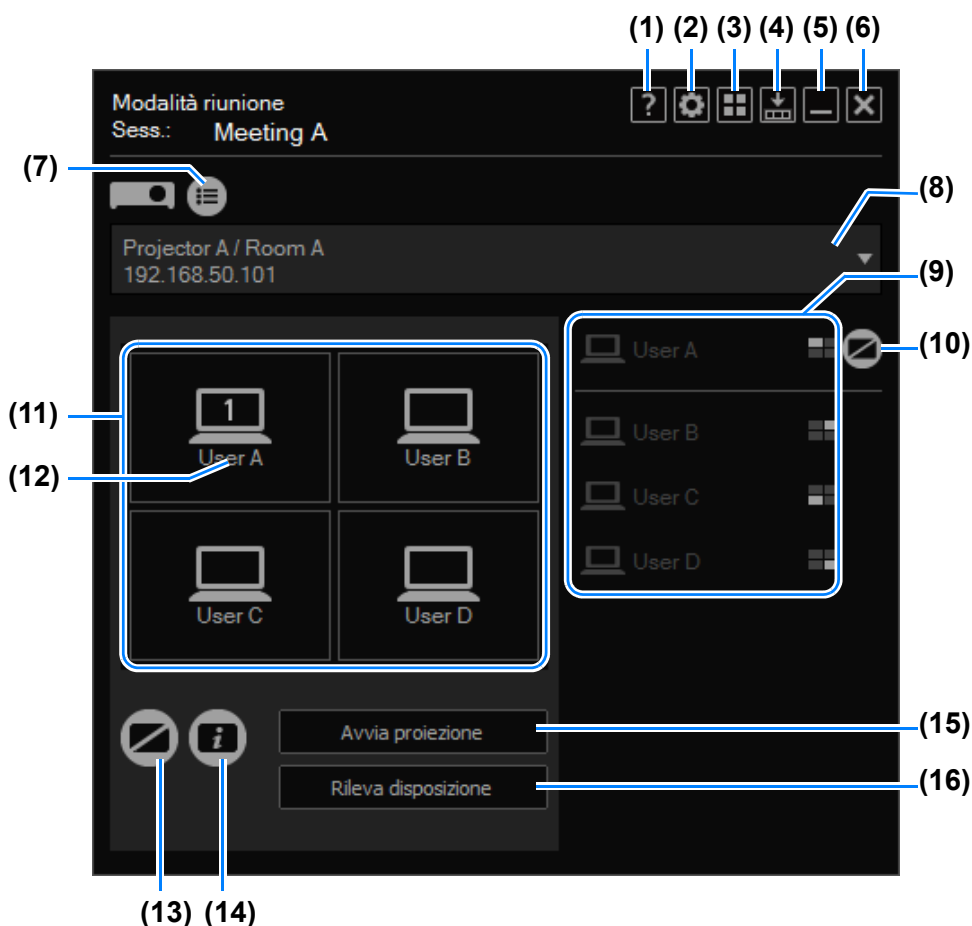 (1) (2) (3) (4) (5) (6)
Modalità riunione
Sess.: Meeting A
?
(7)
(8)
Projector A / Room A
192.168.50.101
(9)
User A
(10)
(11)
1
User A
User B
User B
(12)
User C
User D
User C
User D
i
Avvia proiezione
(15)
Rileva disposizione
(16)
(13) (14)